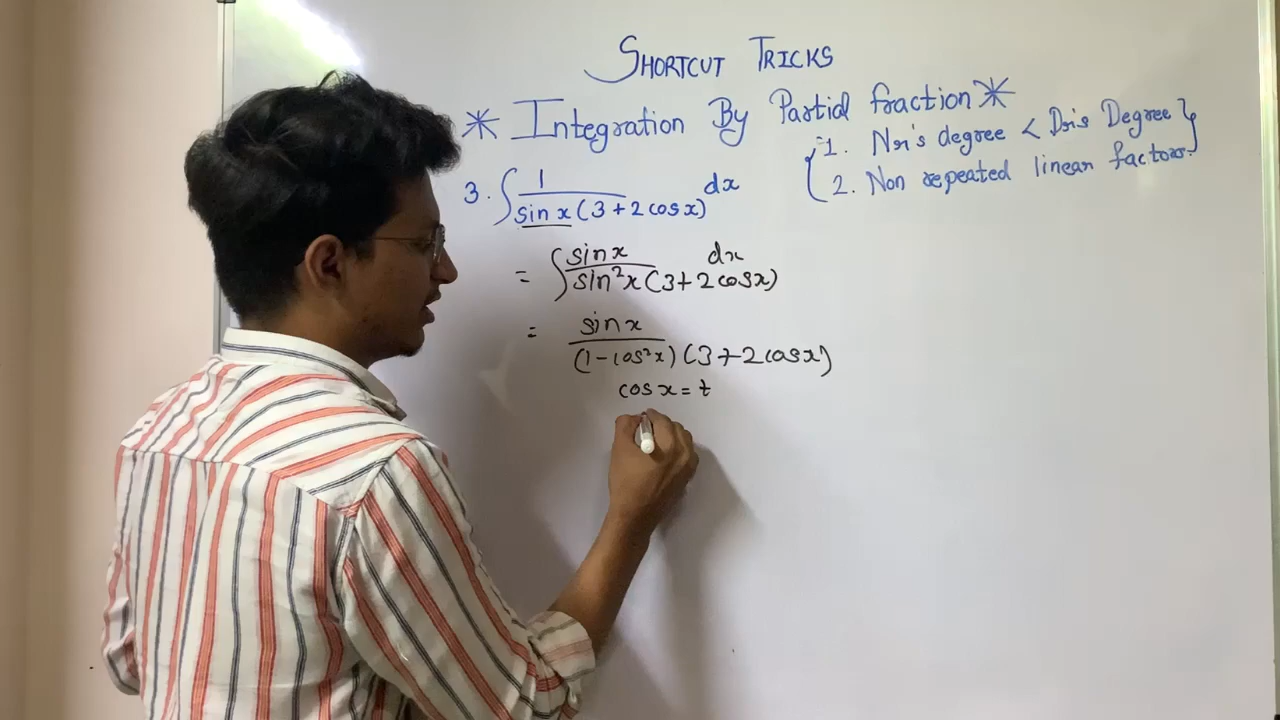 SHORTCUT TRICKS
* Integration By Partial fraction *
{1. Nr's degree < Dr's Degree}
2. Non repeated linear factors.
3. ∫ 1/(sin x (3 + 2 cos x)) dx
= ∫ sin x/(sin²x (3 + 2 cos x)) dx
= sin x/((1 - cos²x) (3 + 2 cos x))
cos x = t